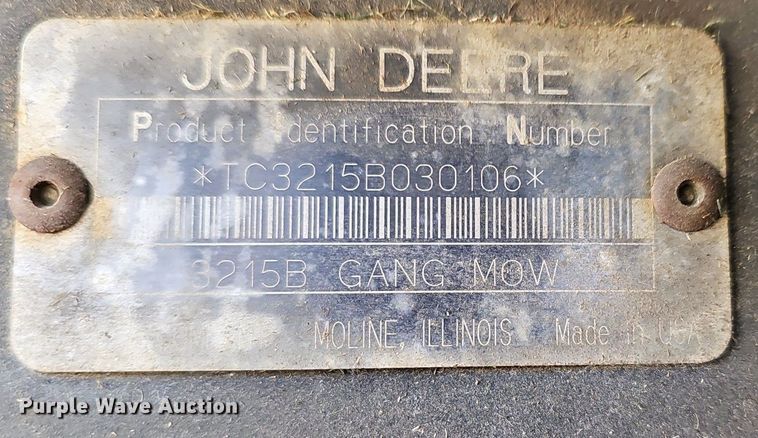 JOHN DEERE
Product Identification Number
*TC3215B030106*
3215B GANG MOW
MOLINE, ILLINOIS Made in USA
Purple Wave Auction